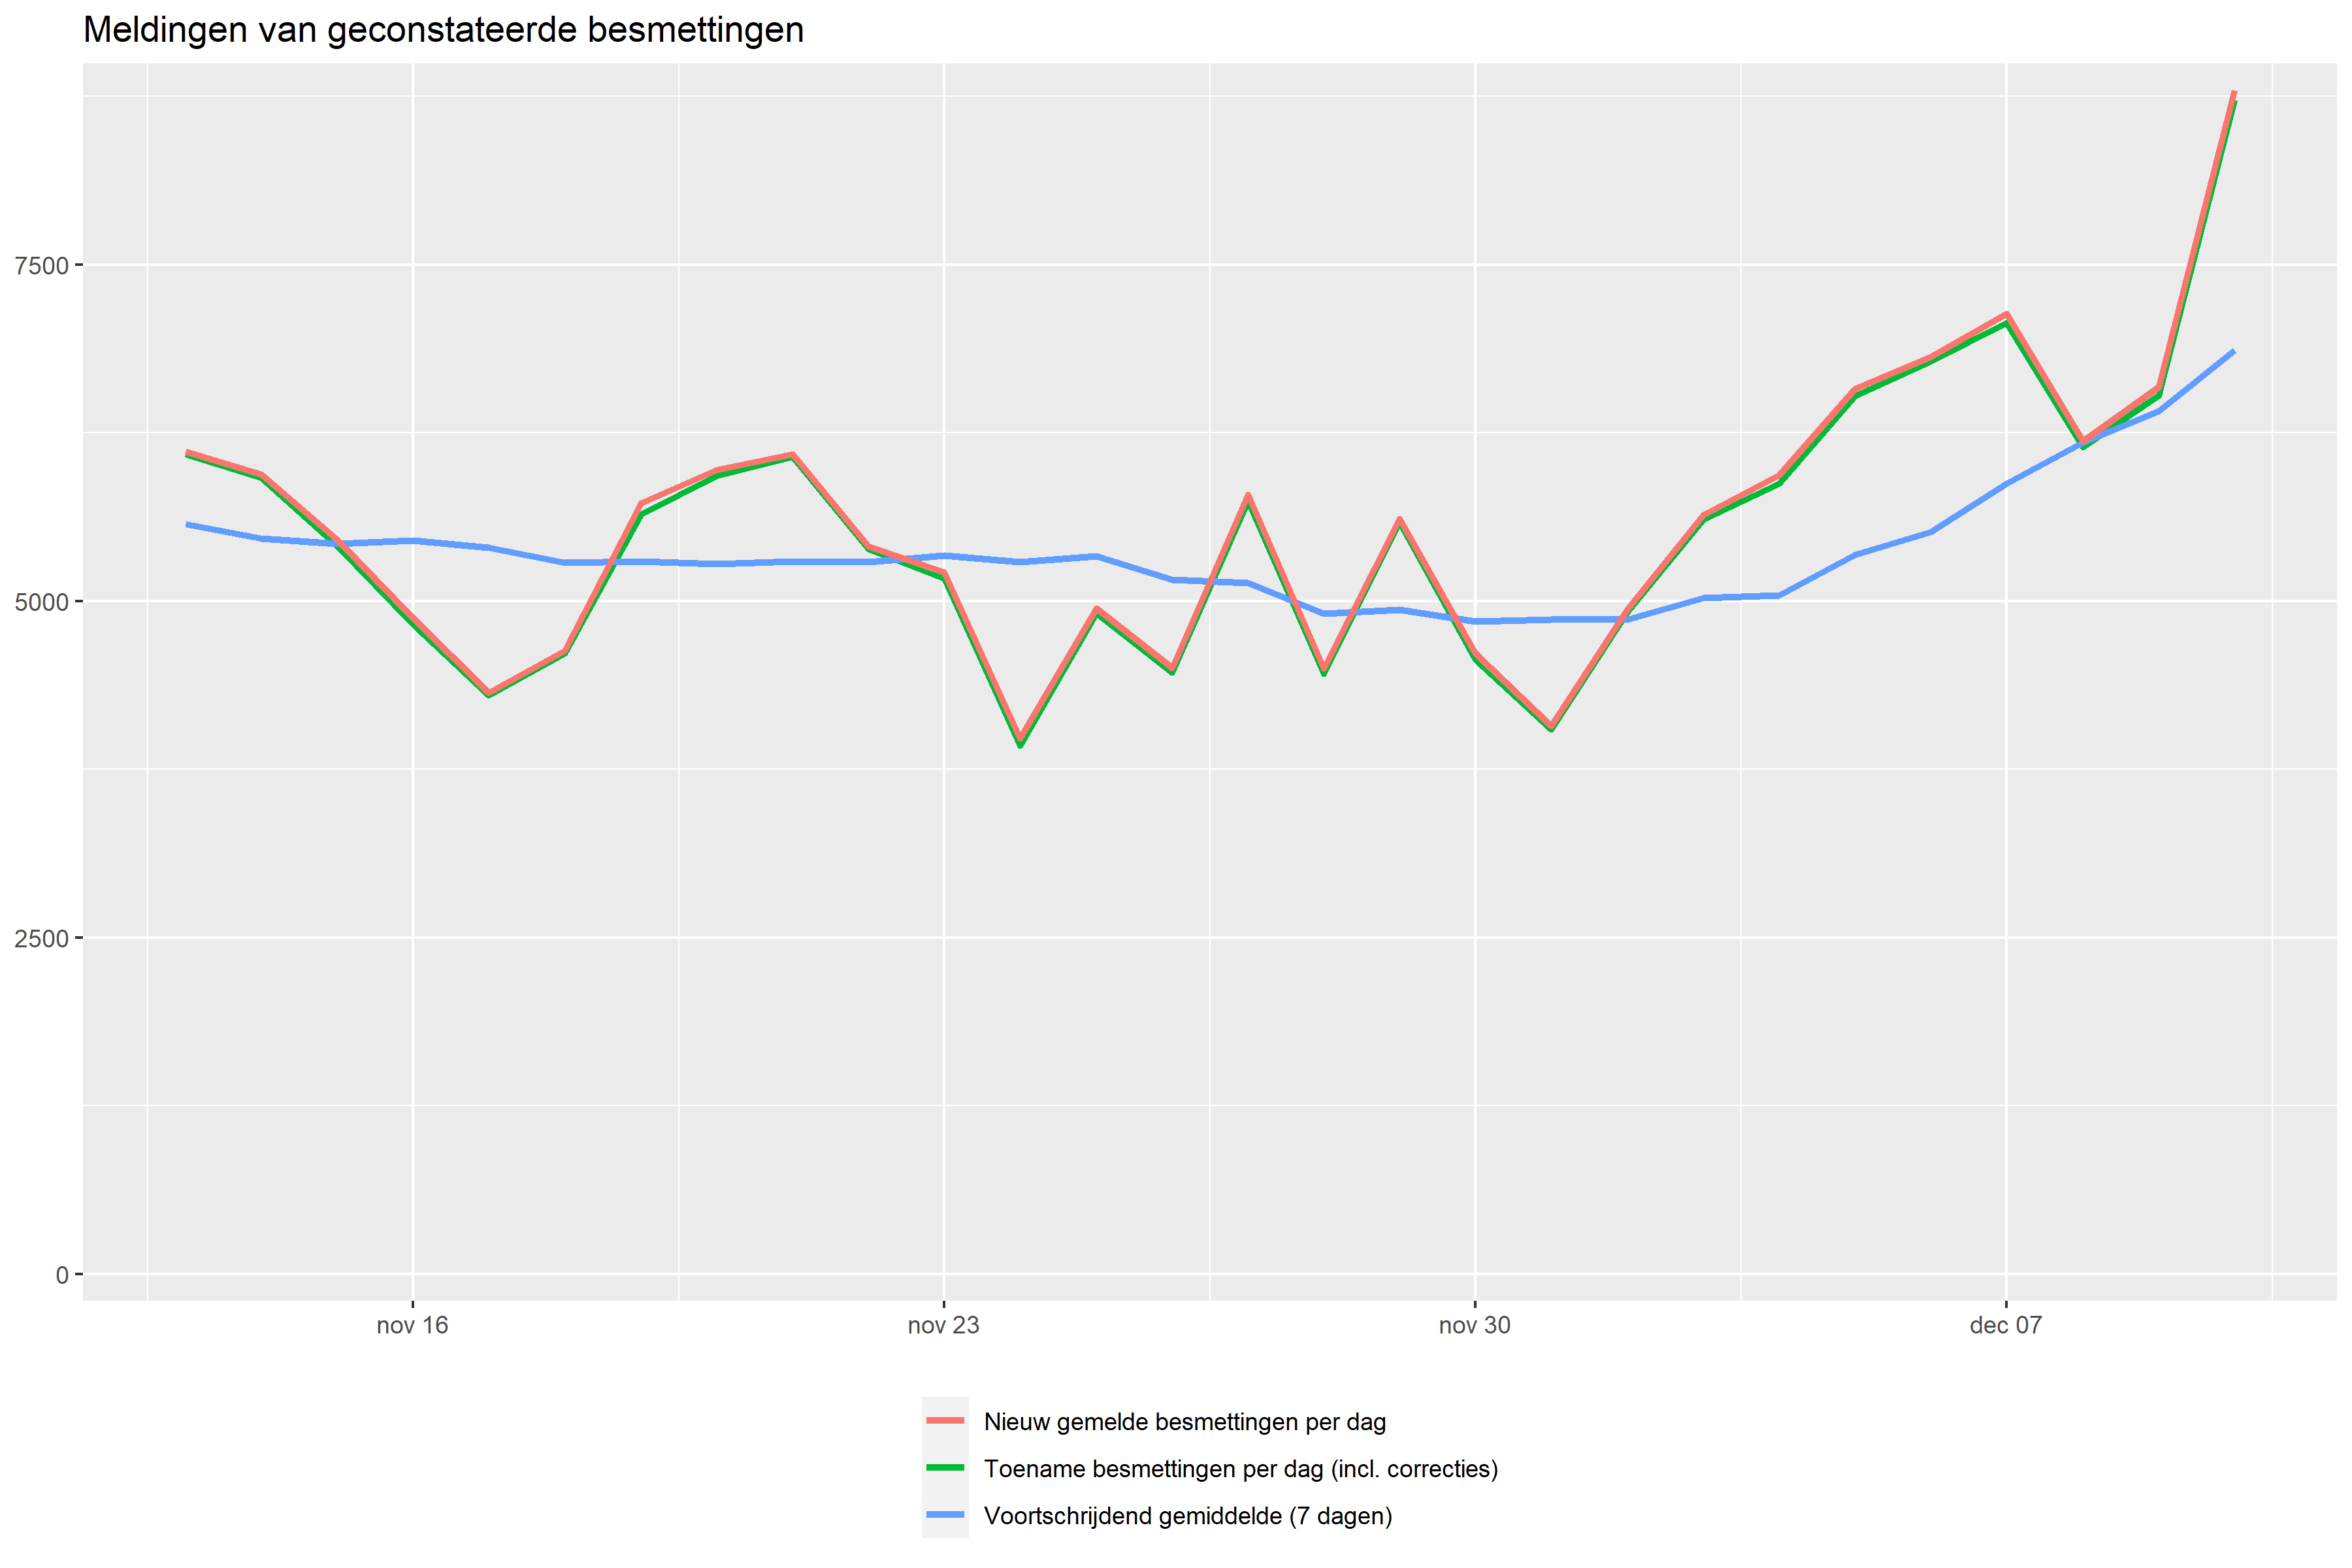 Meldingen van geconstateerde besmettingen
7500
5000
2500
0
nov 16
nov 23
nov 30
dec 07
Nieuw gemelde besmettingen per dag
Toename besmettingen per dag (incl. correcties)
Voortschrijdend gemiddelde (7 dagen)